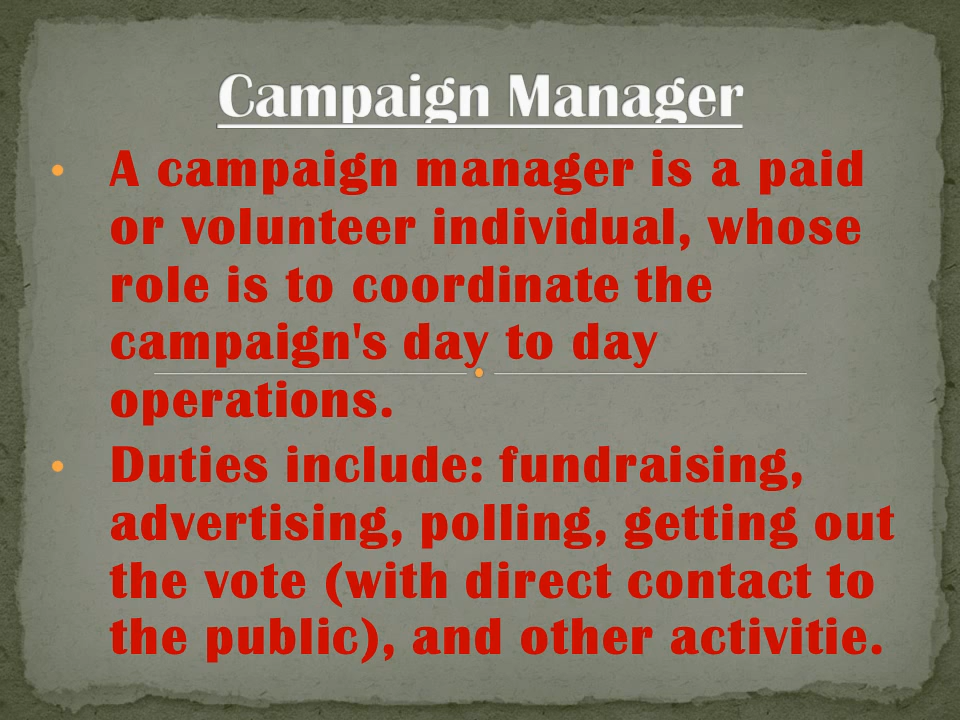 Campaign Manager
• A campaign manager is a paid
or volunteer individual, whose
role is to coordinate the
campaign's day to day
operations.
• Duties include: fundraising,
advertising, polling, getting out
the vote (with direct contact to
the public), and other activitie.